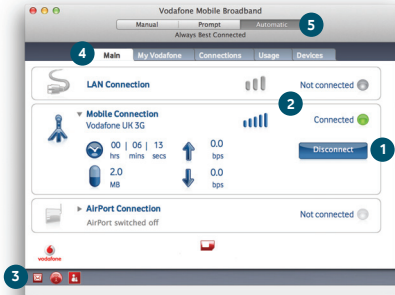 Vodafone Mobile Broadband
Manual Prompt Automatic 5
Always Best Connected
4 Main My Vodafone Connections Usage Devices
LAN Connection Not connected
2
Mobile Connection Connected
Vodafone UK 3G
00 | 06 | 13 0.0 Disconnect 1
hrs mins secs bps
2.0 0.0
MB bps
AirPort Connection Not connected
AirPort switched off
vodafone
3